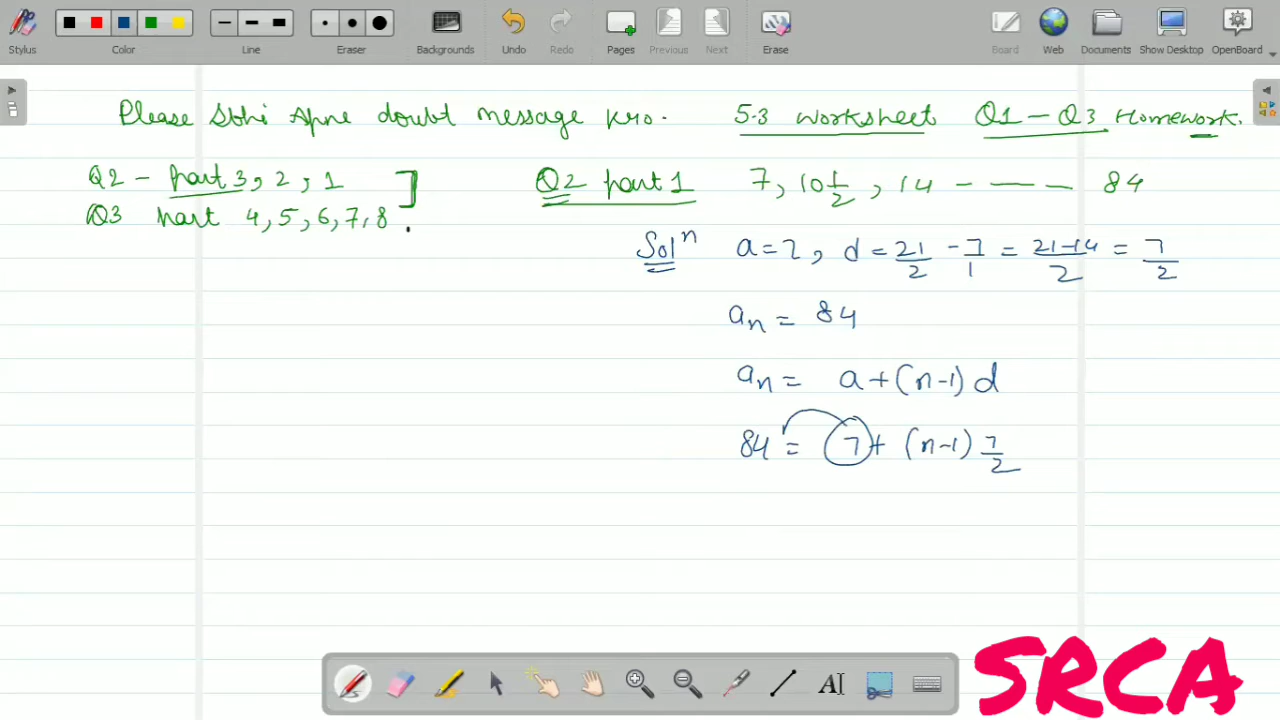 Stylus Color Line Eraser Backgrounds Undo Redo Pages Previous Next Erase Board Web Documents Show Desktop OpenBoard
Please Sbhi Apne doubt message kro. 5.3 worksheet Q1 – Q3 Homework.
Q2 - part 3, 2, 1
Q3 part 4, 5, 6, 7, 8
Q2 part 1 7, 10 1/2, 14 - — — — 84
Solⁿ a = 7, d = 21/2 - 7/1 = 21-14/2 = 7/2
aₙ = 84
aₙ = a + (n-1) d
84 = 7 + (n-1) 7/2
SRCA